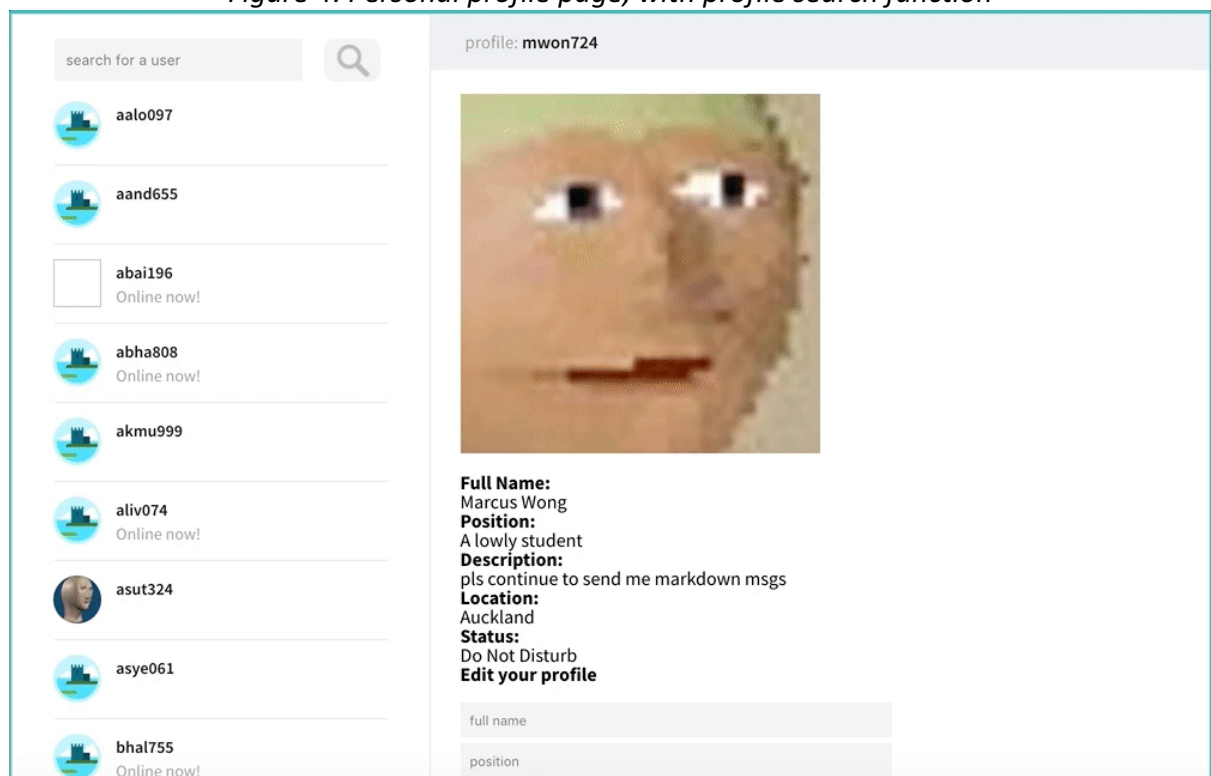 Figure 4: Personal profile page, with profile search function
search for a user
aalo097
aand655
abai196
Online now!
abha808
Online now!
akmu999
aliv074
Online now!
asut324
asye061
bhal755
Online now!
profile: mwon724
Full Name:
Marcus Wong
Position:
A lowly student
Description:
pls continue to send me markdown msgs
Location:
Auckland
Status:
Do Not Disturb
Edit your profile
full name
position